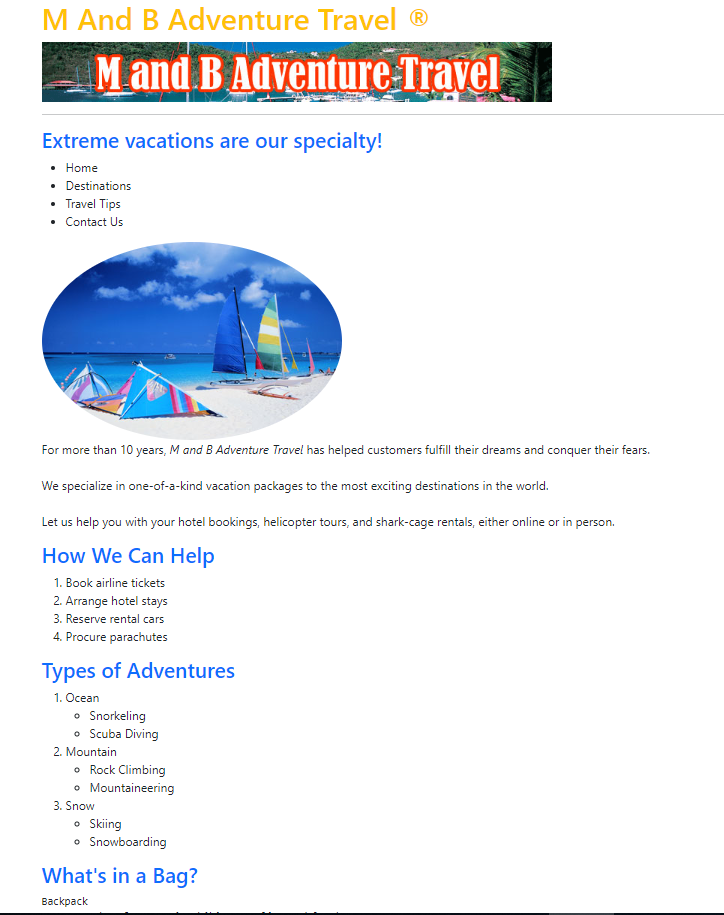 M And B Adventure Travel ®
M and B Adventure Travel
Extreme vacations are our specialty!
• Home
• Destinations
• Travel Tips
• Contact Us
For more than 10 years, M and B Adventure Travel has helped customers fulfill their dreams and conquer their fears.
We specialize in one-of-a-kind vacation packages to the most exciting destinations in the world.
Let us help you with your hotel bookings, helicopter tours, and shark-cage rentals, either online or in person.
How We Can Help
1. Book airline tickets
2. Arrange hotel stays
3. Reserve rental cars
4. Procure parachutes
Types of Adventures
1. Ocean
◦ Snorkeling
◦ Scuba Diving
2. Mountain
◦ Rock Climbing
◦ Mountaineering
3. Snow
◦ Skiing
◦ Snowboarding
What's in a Bag?
Backpack